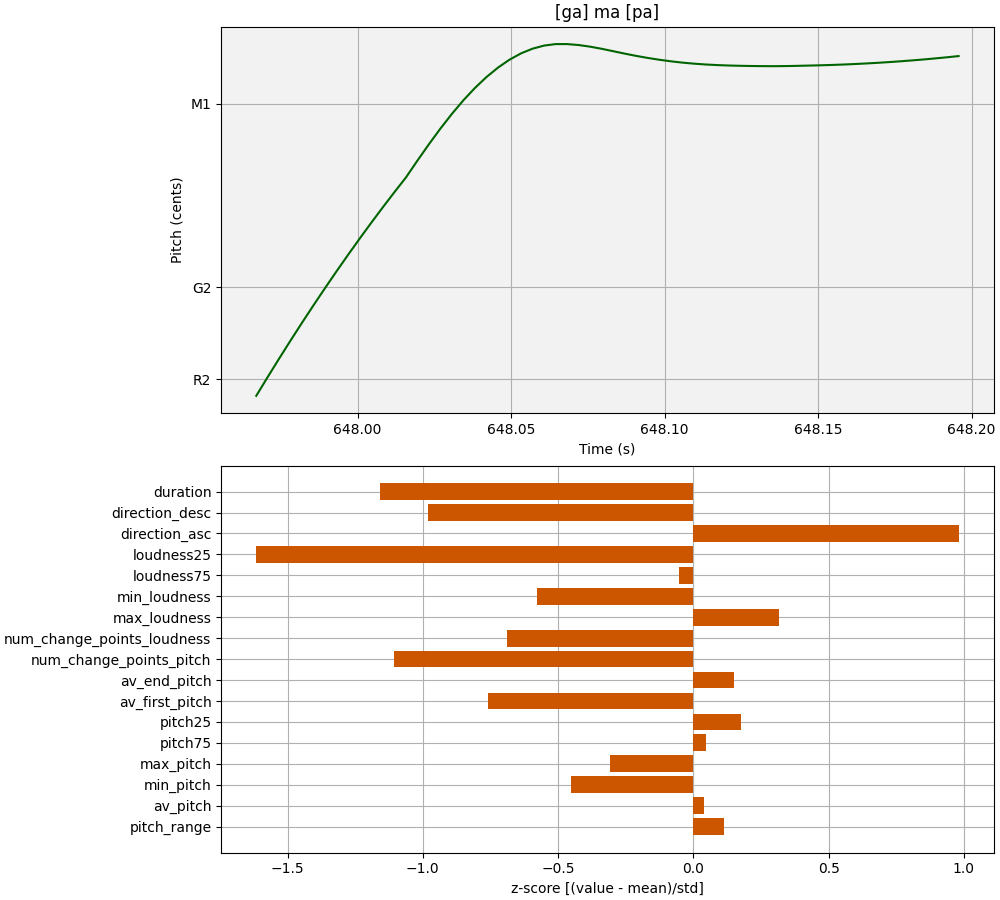 [ga] ma [pa]
Pitch (cents)
M1
G2
R2
648.00
648.05
648.10
648.15
648.20
Time (s)
duration
direction_desc
direction_asc
loudness25
loudness75
min_loudness
max_loudness
num_change_points_loudness
num_change_points_pitch
av_end_pitch
av_first_pitch
pitch25
pitch75
max_pitch
min_pitch
av_pitch
pitch_range
−1.5
−1.0
−0.5
0.0
0.5
1.0
z-score [(value - mean)/std]